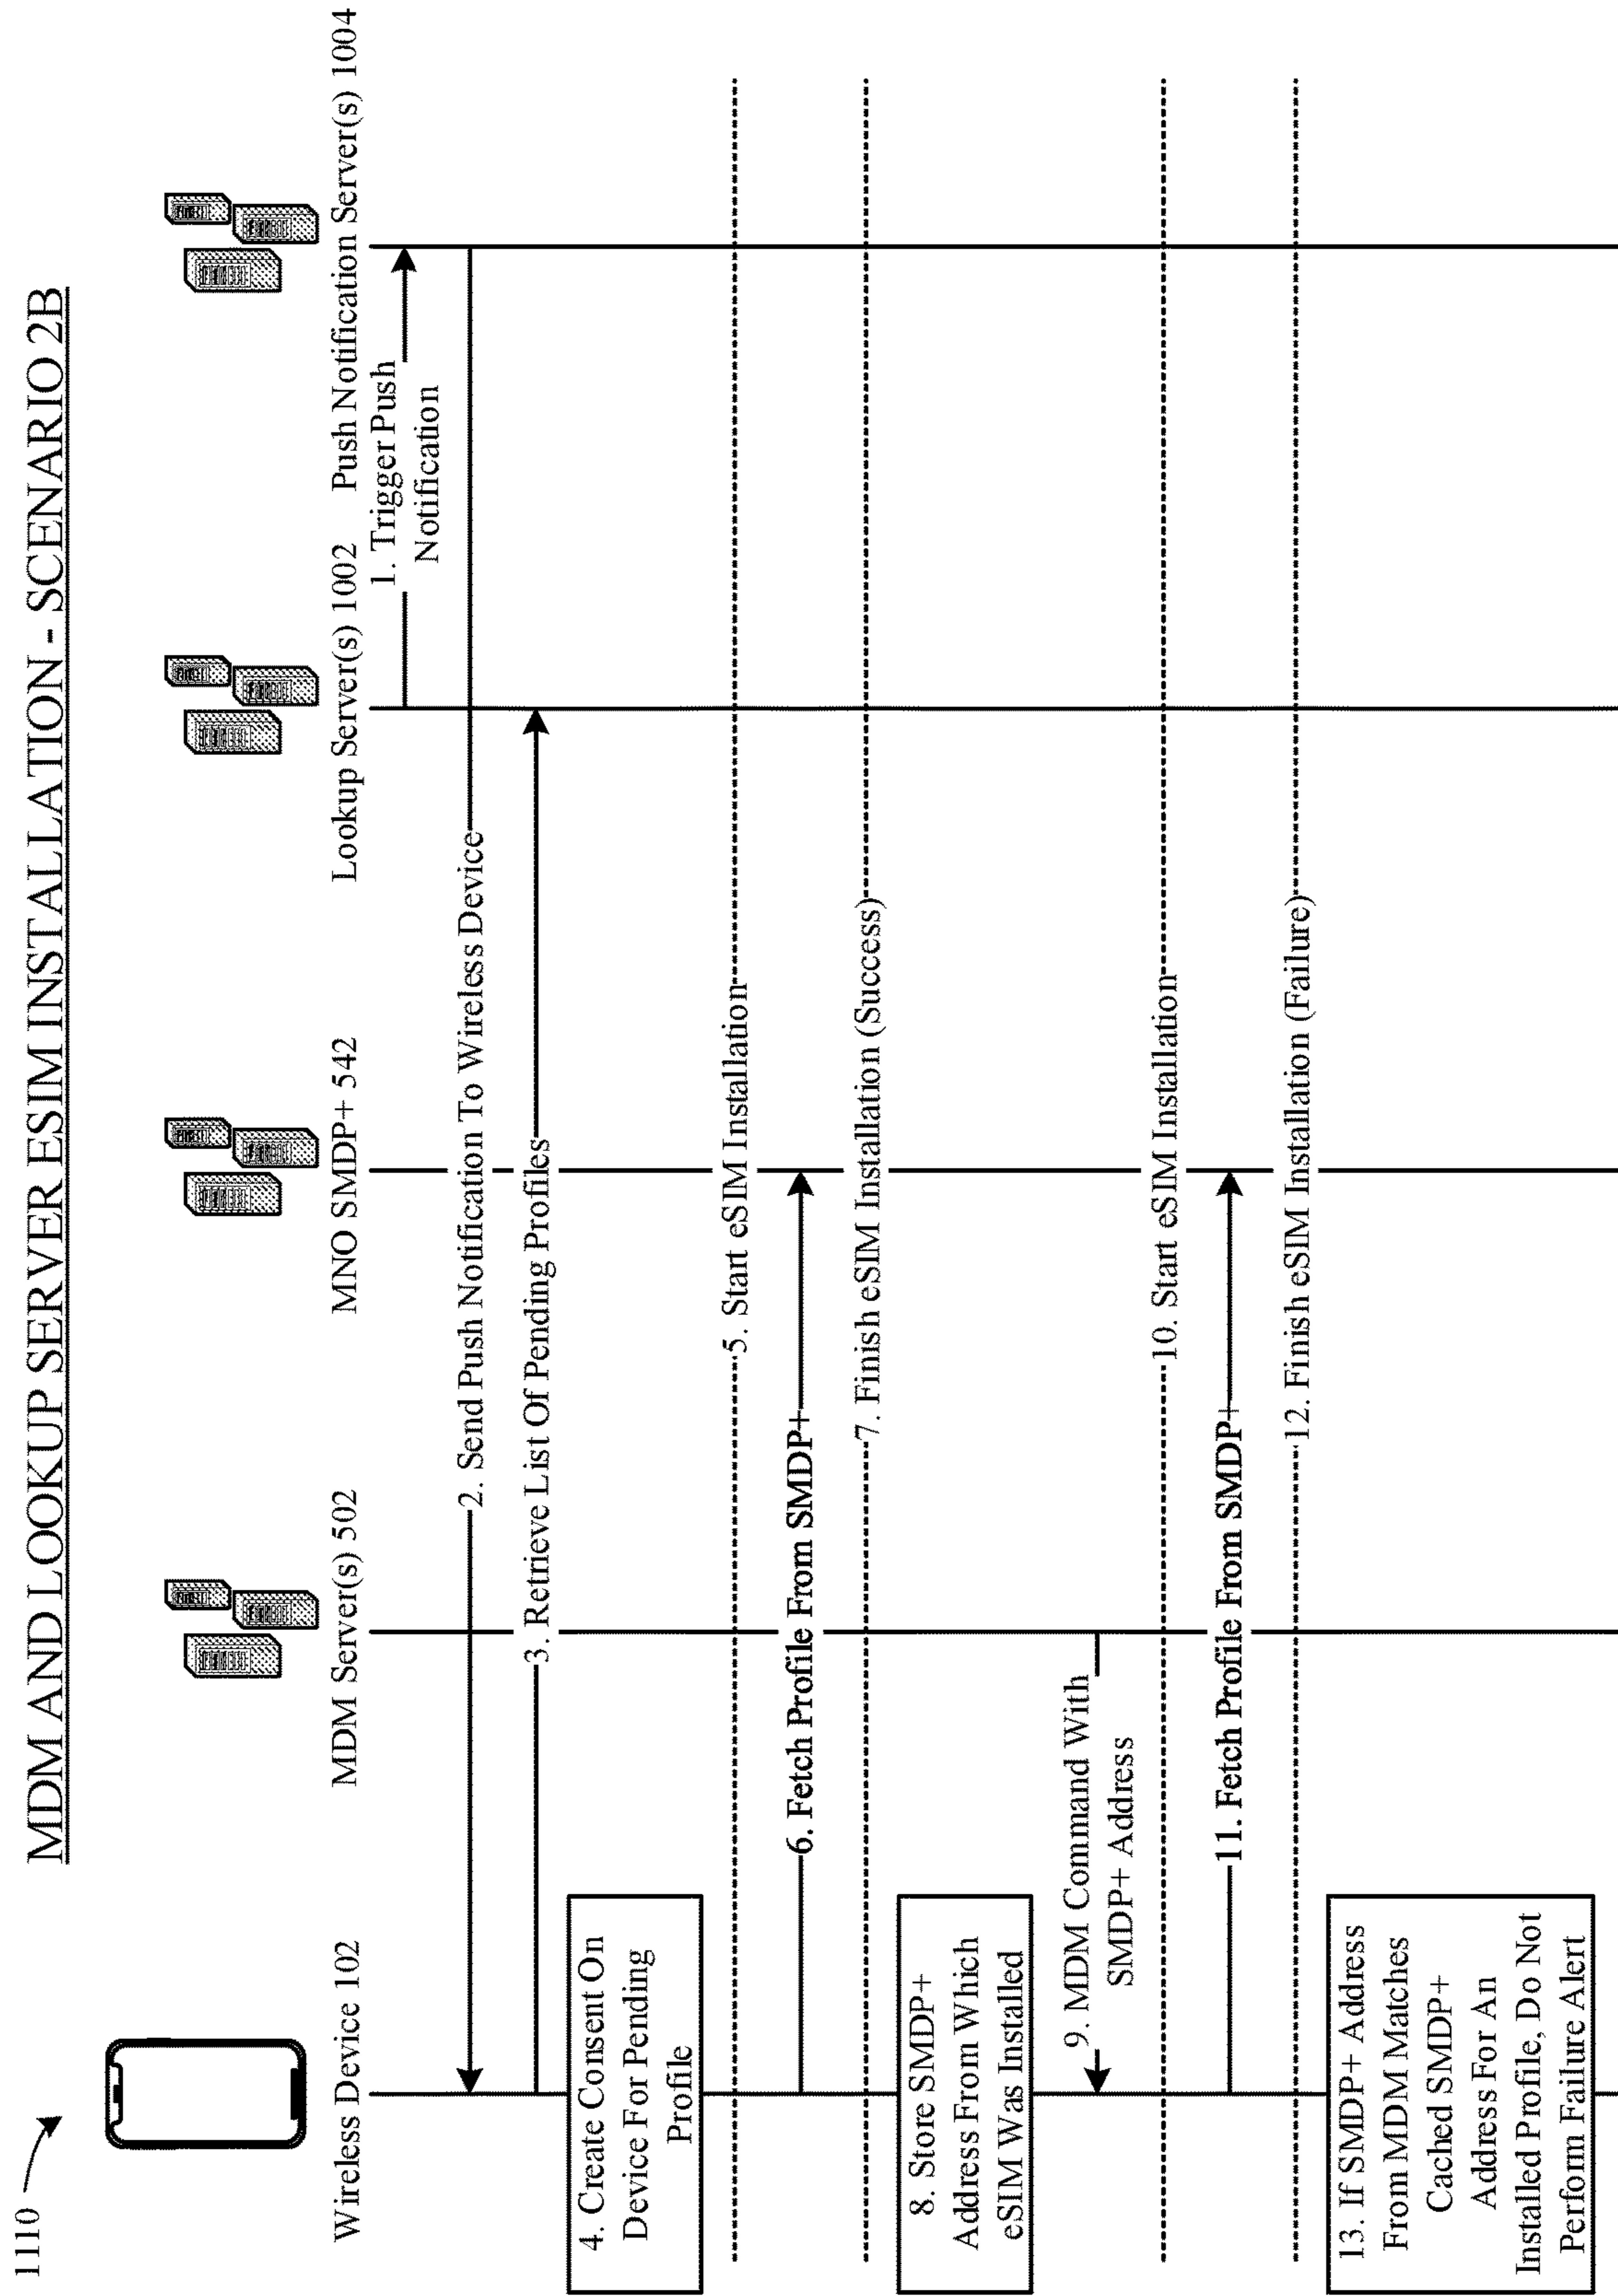 1110
MDM AND LOOKUP SERVER ESIM INSTALLATION - SCENARIO 2B
Wireless Device 102
MDM Server(s) 502
MNO SMDP+ 542
Lookup Server(s) 1002
Push Notification Server(s) 1004
1. Trigger Push
Notification
2. Send Push Notification To Wireless Device
3. Retrieve List Of Pending Profiles
4. Create Consent On
Device For Pending
Profile
5. Start eSIM Installation
6. Fetch Profile From SMDP+
7. Finish eSIM Installation (Success)
8. Store SMDP+
Address From Which
eSIM Was Installed
9. MDM Command With
SMDP+ Address
10. Start eSIM Installation
11. Fetch Profile From SMDP+
12. Finish eSIM Installation (Failure)
13. If SMDP+ Address
From MDM Matches
Cached SMDP+
Address For An
Installed Profile, Do Not
Perform Failure Alert